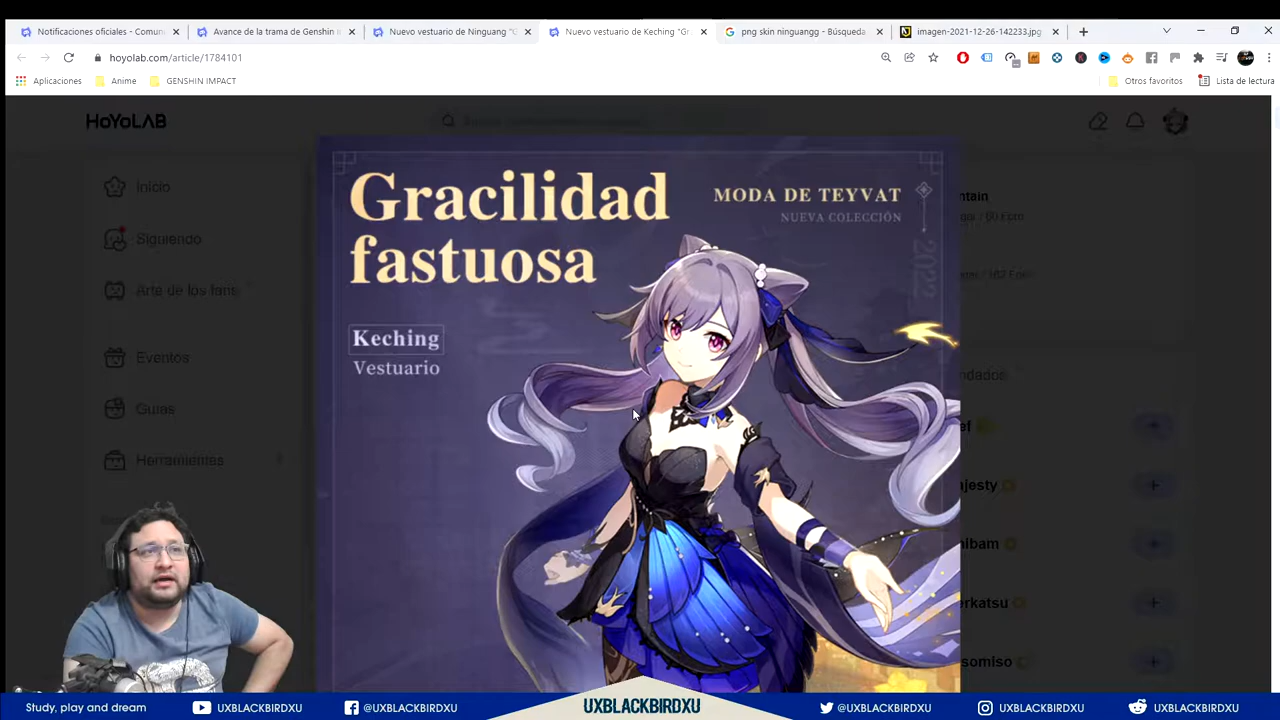 Notificaciones oficiales - Comun
Avance de la trama de Genshin I
Nuevo vestuario de Ninguang "G
Nuevo vestuario de Keching "Gr
png skin ninguangg - Búsqueda
imagen-2021-12-26-142233.jpg
hoyolab.com/article/1784101
Aplicaciones
Anime
GENSHIN IMPACT
Otros favoritos
Lista de lectura
HoYoLAB
Inicio
Siguiendo
Arte de los fans
Eventos
Guías
Herramientas
Gracilidad
fastuosa
MODA DE TEYVAT
NUEVA COLECCIÓN
2022
Keching
Vestuario
Study, play and dream
UXBLACKBIRDXU
@UXBLACKBIRDXU
UXBLACKBIRDXU
@UXBLACKBIRDXU
UXBLACKBIRDXU
UXBLACKBIRDXU